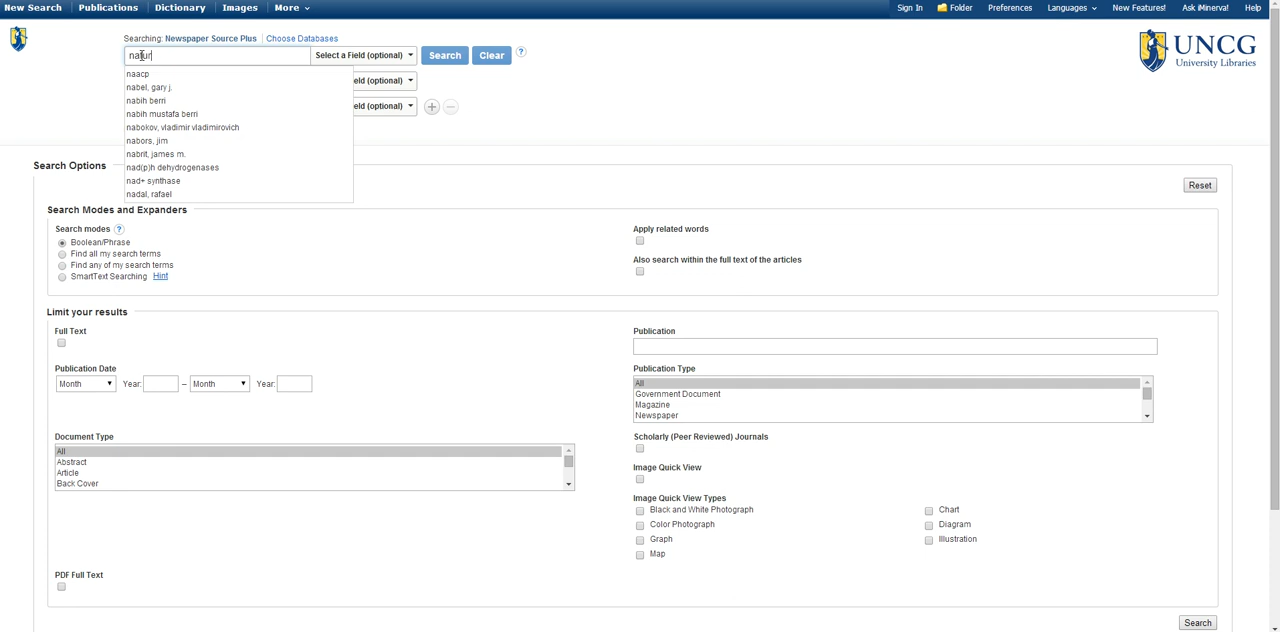 New Search Publications Dictionary Images More Sign In Folder Preferences Languages New Features! Ask iMinerva! Help
Searching: Newspaper Source Plus Choose Databases
natur Select a Field (optional) Search Clear ?
UNCG
University Libraries
naacp
nabel, gary j. eld (optional)
nabih berri
eld (optional)
nabih mustafa berri
nabokov, vladimir vladimirovich
nabors, jim
nabrit, james m.
nad(p)h dehydrogenases
nad+ synthase
nadal, rafael
Search Options
Reset
Search Modes and Expanders
Search modes ?
Boolean/Phrase
Find all my search terms
Find any of my search terms
SmartText Searching Hint
Apply related words
Also search within the full text of the articles
Limit your results
Full Text
Publication
Publication Date
Month Year: – Month Year:
Publication Type
All
Government Document
Magazine
Newspaper
Document Type
All
Abstract
Article
Back Cover
Scholarly (Peer Reviewed) Journals
Image Quick View
Image Quick View Types
Black and White Photograph Chart
Color Photograph Diagram
Graph Illustration
Map
PDF Full Text
Search